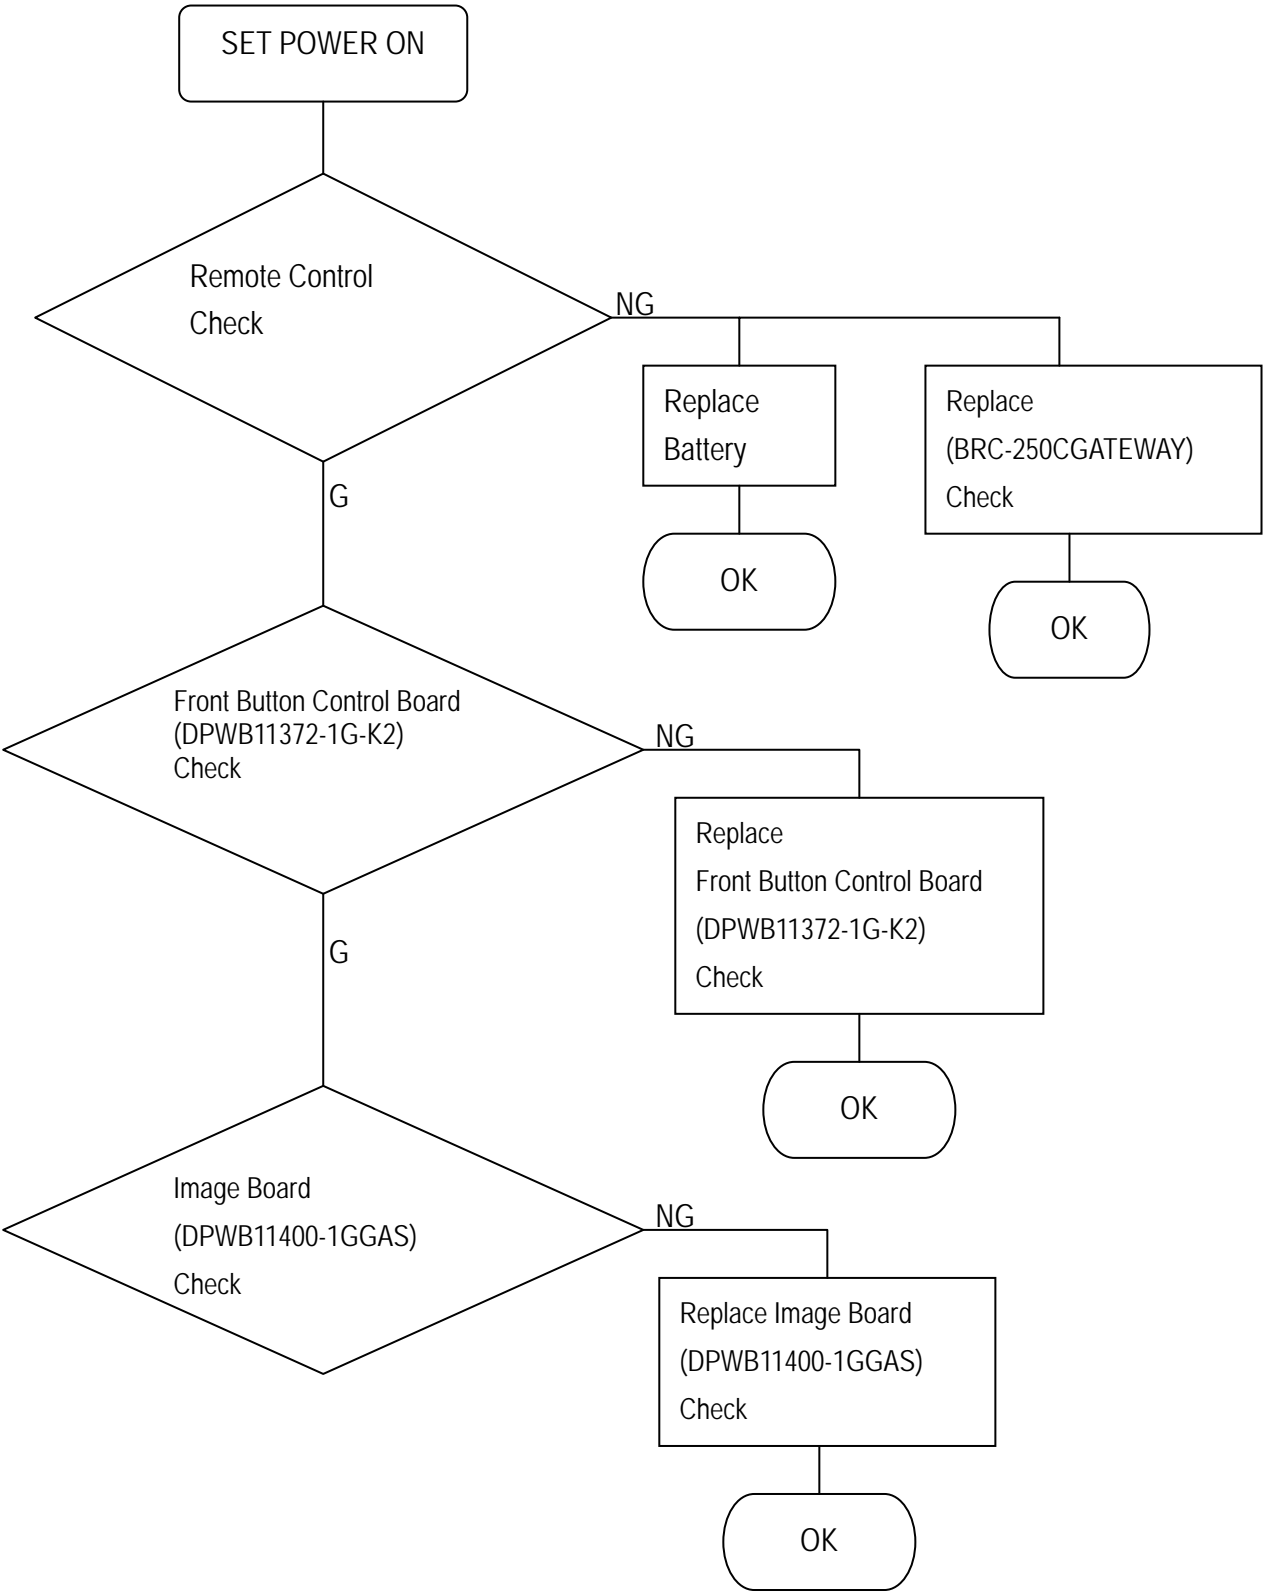 SET POWER ON
Remote Control
Check
NG
Replace
Battery
OK
Replace
(BRC-250CGATEWAY)
Check
OK
G
Front Button Control Board
(DPWB11372-1G-K2)
Check
NG
Replace
Front Button Control Board
(DPWB11372-1G-K2)
Check
OK
G
Image Board
(DPWB11400-1GGAS)
Check
NG
Replace Image Board
(DPWB11400-1GGAS)
Check
OK